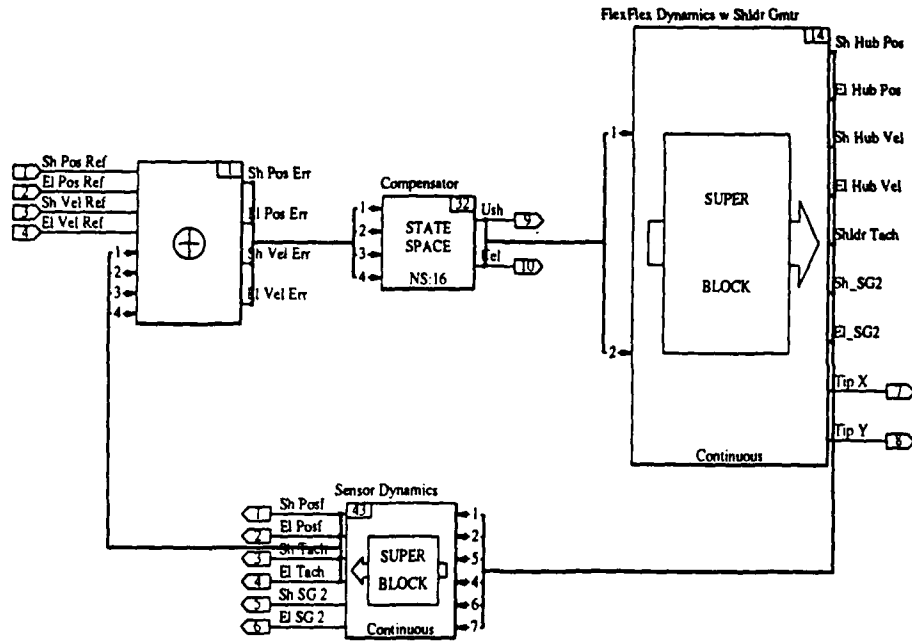 FlexFlex Dynamics w Shldr Gmtr
14
Sh Hub Pos
El Hub Pos
Sh Hub Vel
El Hub Vel
Shldr Tach
Sh_SG2
El_SG2
Tip X
7
Tip Y
8
1
2
SUPER
BLOCK
Continuous
1
Sh Pos Ref
2
El Pos Ref
3
Sh Vel Ref
4
El Vel Ref
1
2
3
4
1
Sh Pos Err
El Pos Err
Sh Vel Err
El Vel Err
Compensator
32
1
2
3
4
STATE
SPACE
NS:16
Ush
9
Uel
10
Sensor Dynamics
43
1
Sh Posf
2
El Posf
3
Sh Tach
4
El Tach
5
Sh SG 2
6
El SG 2
SUPER
BLOCK
Continuous
1
2
5
4
6
7